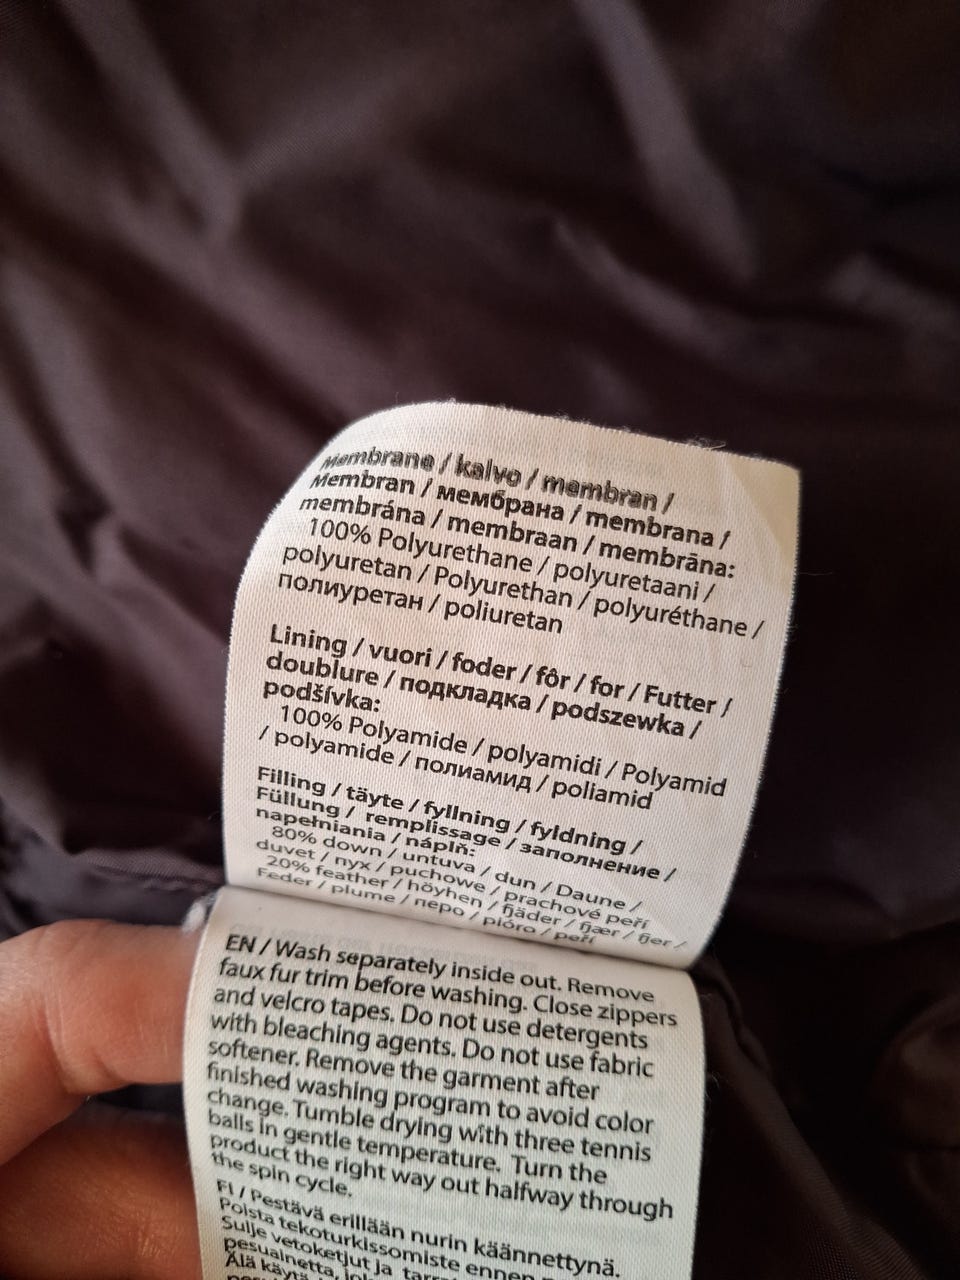 Membrane / kalvo / membran /
Membran / мембрана / membrana /
membrána / membraan / membrāna:
100% Polyurethane / polyuretaani /
polyuretan / Polyurethan / polyuréthane /
полиуретан / poliuretan
Lining / vuori / foder / fôr / for / Futter /
doublure / подкладка / podszewka /
podšívka:
100% Polyamide / polyamidi / Polyamid
/ polyamide / полиамид / poliamid
Filling / täyte / fyllning / fyldning /
Füllung / remplissage / заполнение /
napełniania / náplň:
80% down / untuva / dun / Daune /
duvet / пух / puchowe / prachové peří
20% feather / höyhen / fjäder / fjær / fjer /
Feder / plume / перо / pióro / peří
EN / Wash separately inside out. Remove
faux fur trim before washing. Close zippers
and velcro tapes. Do not use detergents
with bleaching agents. Do not use fabric
softener. Remove the garment after
finished washing program to avoid color
change. Tumble drying with three tennis
balls in gentle temperature. Turn the
product the right way out halfway through
the spin cycle.
FI / Pestävä erillään nurin käännettynä.
Poista tekoturkissomiste ennen
Sulje vetoketjut ja
pesuainetta,
Älä käytä